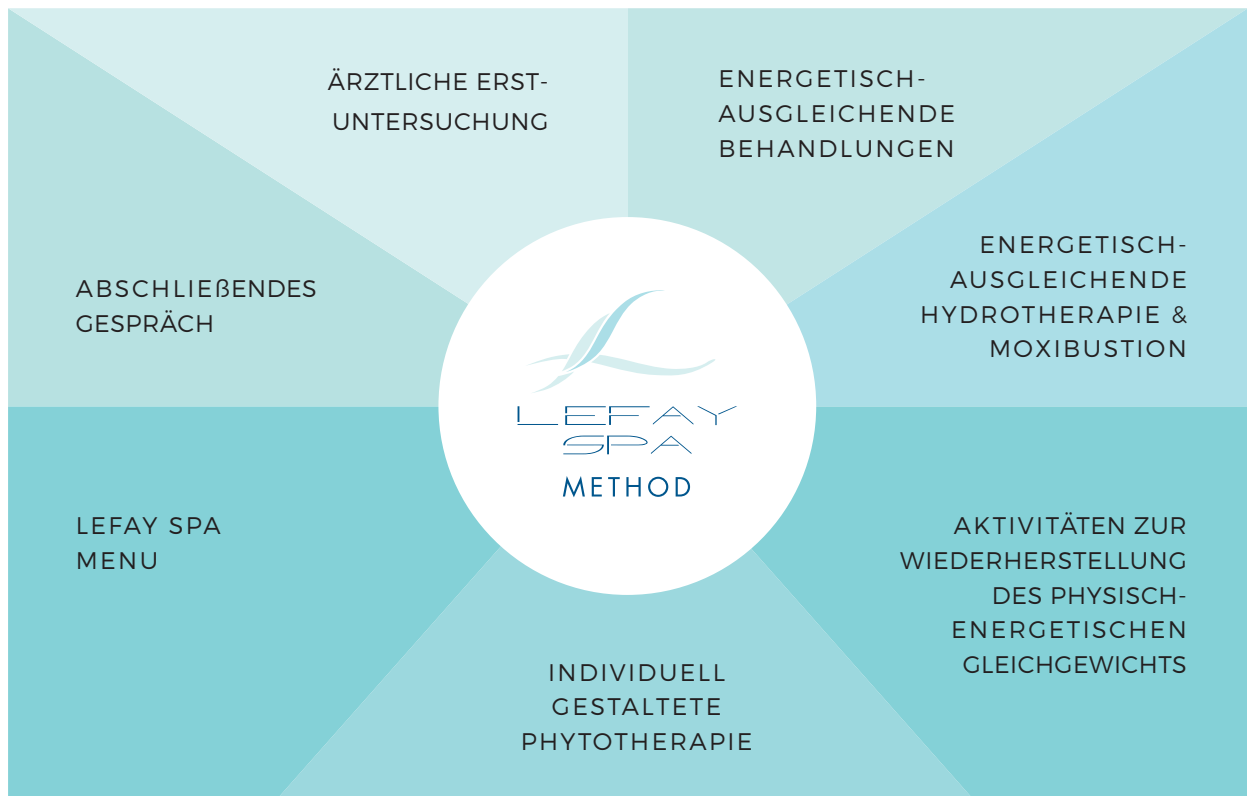 ÄRZTLICHE ERST-
UNTERSUCHUNG
ENERGETISCH-
AUSGLEICHENDE
BEHANDLUNGEN
ENERGETISCH-
AUSGLEICHENDE
HYDROTHERAPIE &
MOXIBUSTION
AKTIVITÄTEN ZUR
WIEDERHERSTELLUNG
DES PHYSISCH-
ENERGETISCHEN
GLEICHGEWICHTS
INDIVIDUELL
GESTALTETE
PHYTOTHERAPIE
LEFAY SPA
MENU
ABSCHLIEßENDES
GESPRÄCH
LEFAY
SPA
METHOD